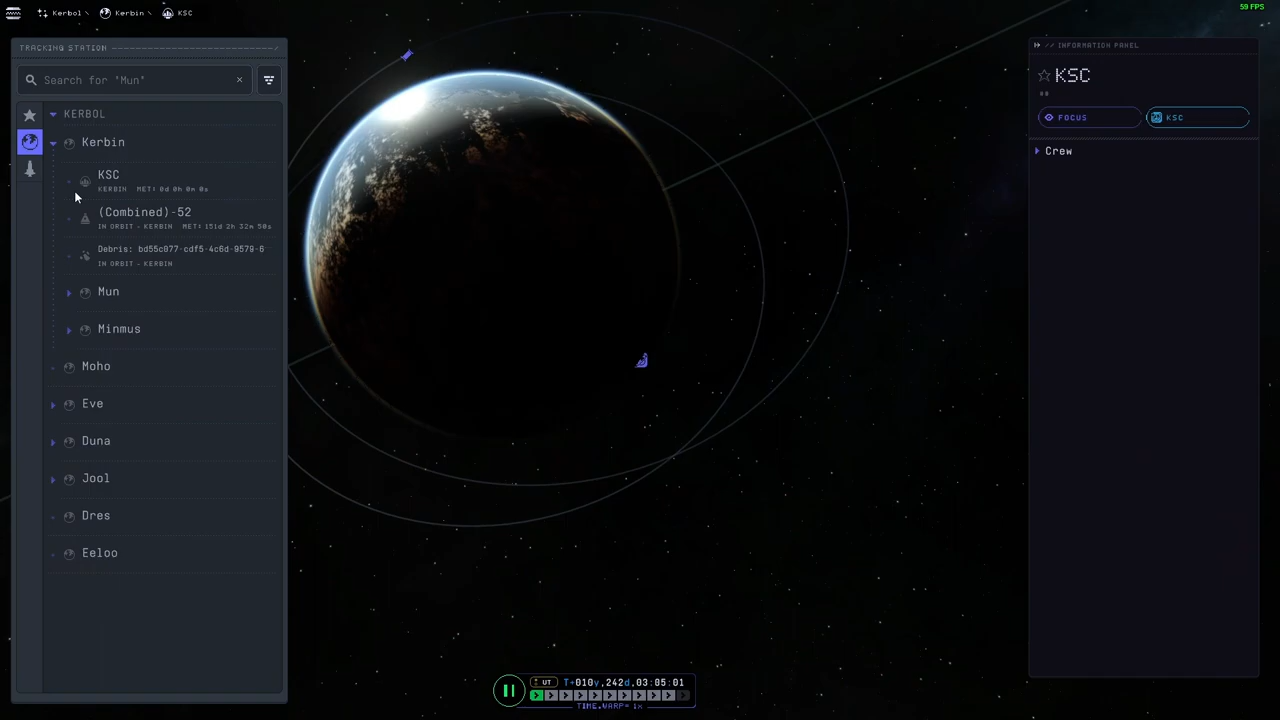 Kerbol \ Kerbin \ KSC
59 FPS
TRACKING STATION
Search for "Mun"
KERBOL
Kerbin
KSC
KERBIN MET: 0d 0h 0m 0s
(Combined)-52
IN ORBIT - KERBIN MET: 151d 2h 32m 50s
Debris: bd55c077-cdf5-4c6d-9579-6
IN ORBIT - KERBIN
Mun
Minmus
Moho
Eve
Duna
Jool
Dres
Eeloo
// INFORMATION PANEL
KSC
FOCUS
KSC
Crew
UT T+010y,242d,03:05:01
TIME.WARP= 1x